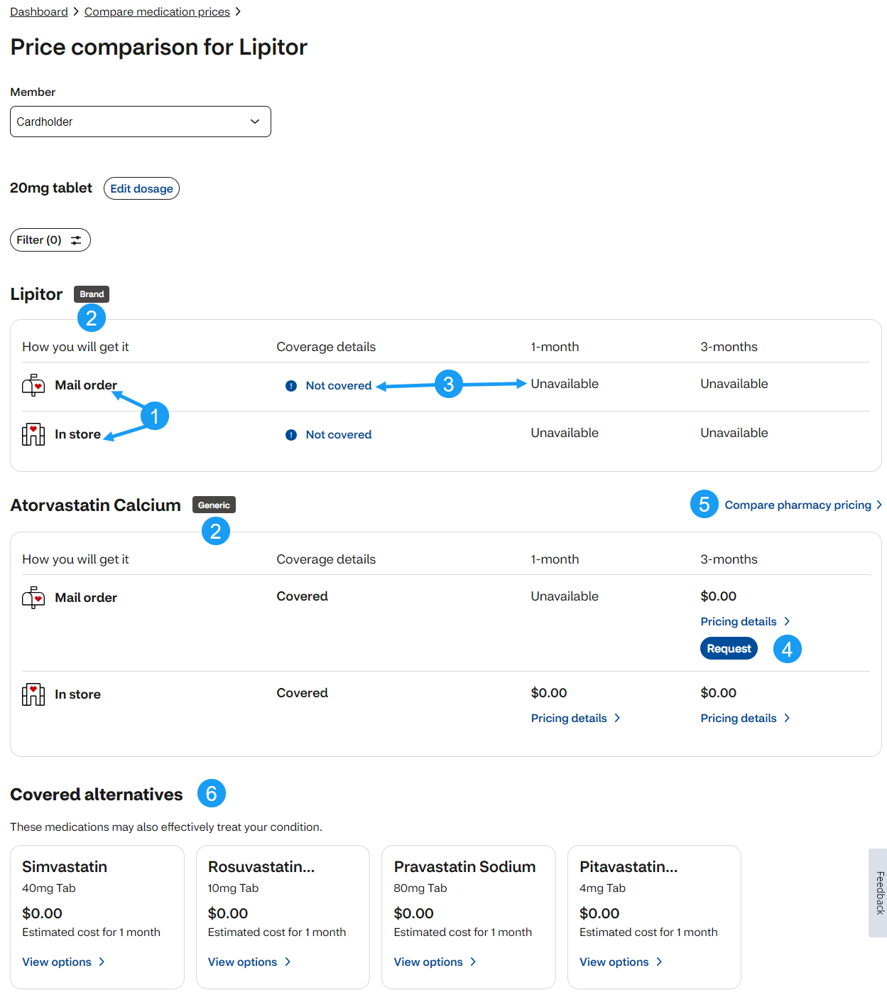 Dashboard > Compare medication prices >
Price comparison for Lipitor
Member
Cardholder
20mg tablet Edit dosage
Filter (0)
Lipitor Brand
2
How you will get it Coverage details 1-month 3-months
Mail order ! Not covered 3 Unavailable Unavailable
1
In store ! Not covered Unavailable Unavailable
Atorvastatin Calcium Generic 5 Compare pharmacy pricing >
2
How you will get it Coverage details 1-month 3-months
Mail order Covered Unavailable $0.00
Pricing details >
Request 4
In store Covered $0.00 $0.00
Pricing details > Pricing details >
Covered alternatives 6
These medications may also effectively treat your condition.
Simvastatin Rosuvastatin... Pravastatin Sodium Pitavastatin...
40mg Tab 10mg Tab 80mg Tab 4mg Tab
$0.00 $0.00 $0.00 $0.00
Estimated cost for 1 month Estimated cost for 1 month Estimated cost for 1 month Estimated cost for 1 month
View options > View options > View options > View options >
Feedback